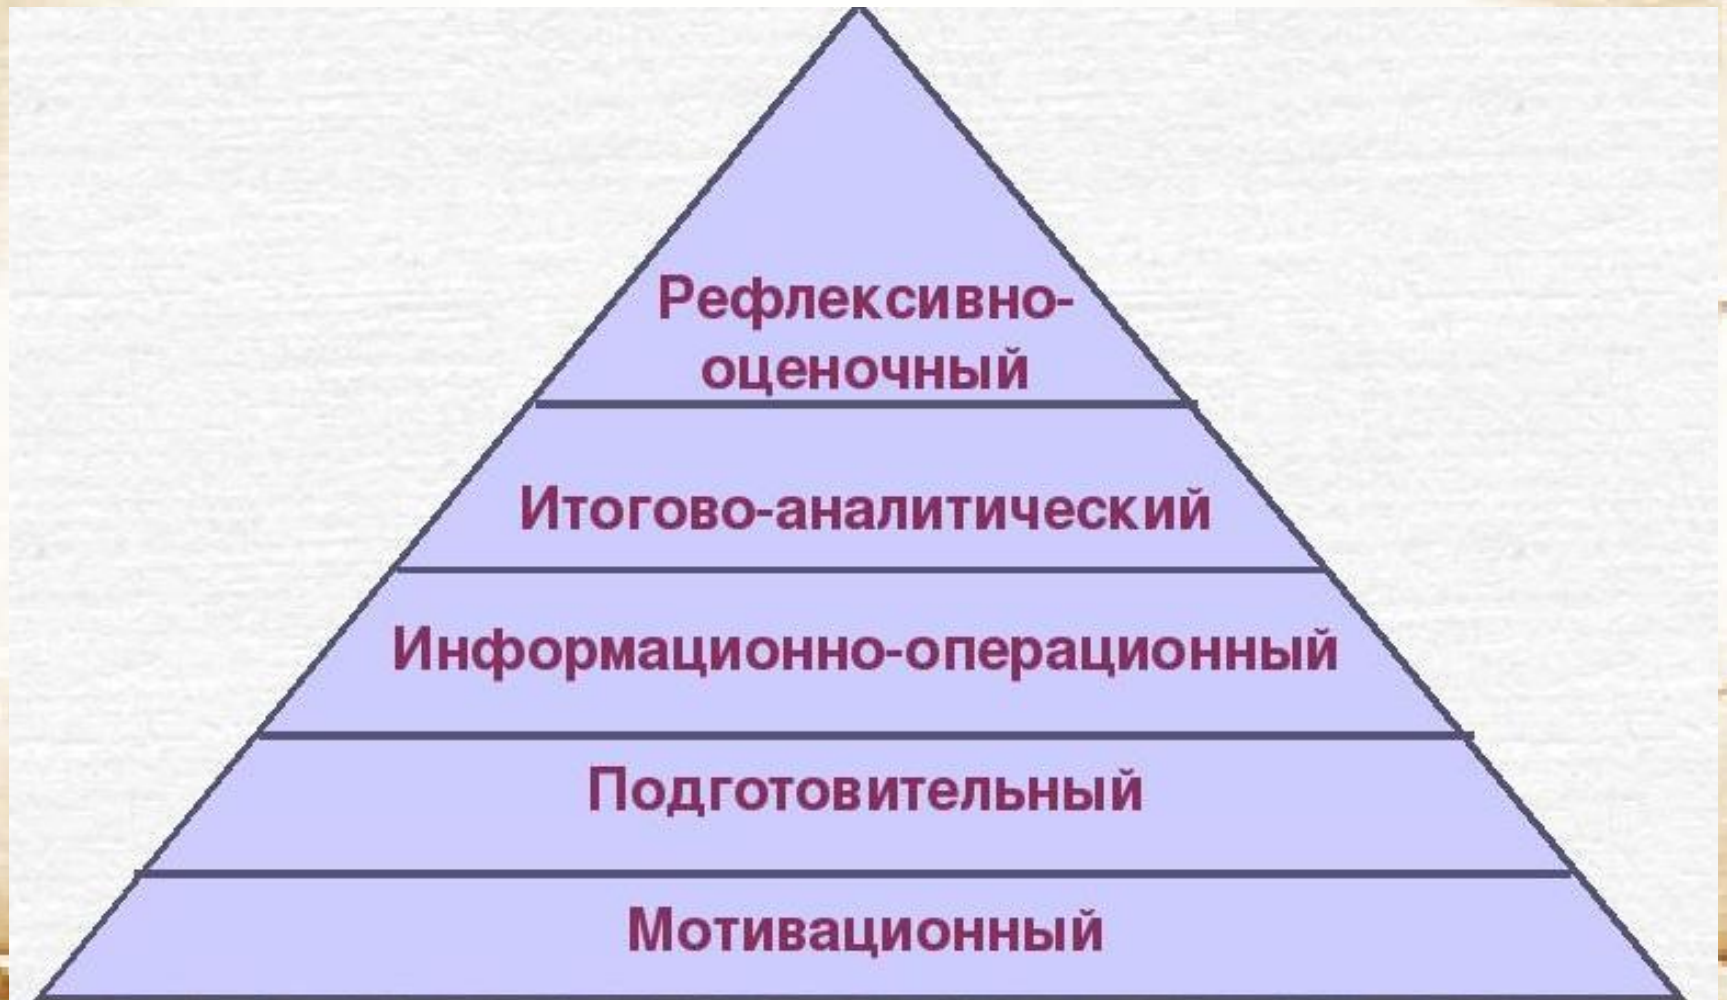 Рефлексивно-
оценочный
Итогово-аналитический
Информационно-операционный
Подготовительный
Мотивационный